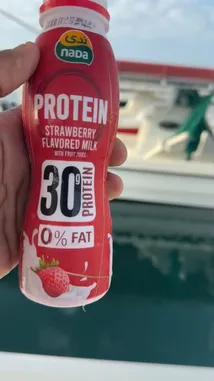 ندى
nada
PROTEIN
STRAWBERRY
FLAVORED MILK
WITH FRUIT JUICE
30g
PROTEIN
0% FAT